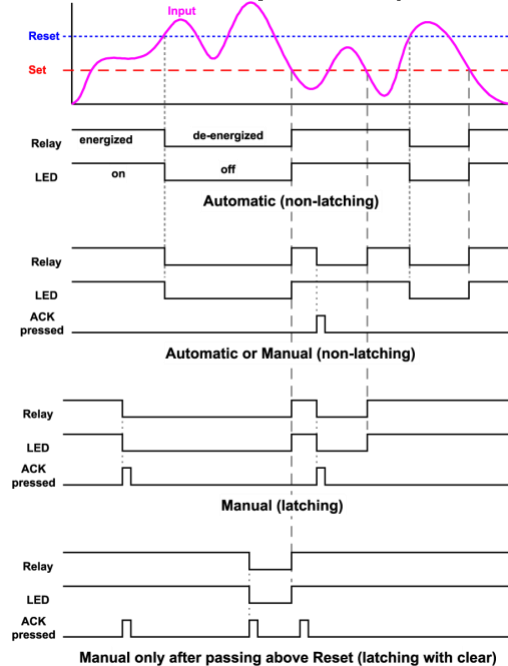 Input
Reset
Set
energized
de-energized
Relay
on
off
LED
Automatic (non-latching)
Relay
LED
ACK
pressed
Automatic or Manual (non-latching)
Relay
LED
ACK
pressed
Manual (latching)
Relay
LED
ACK
pressed
Manual only after passing above Reset (latching with clear)